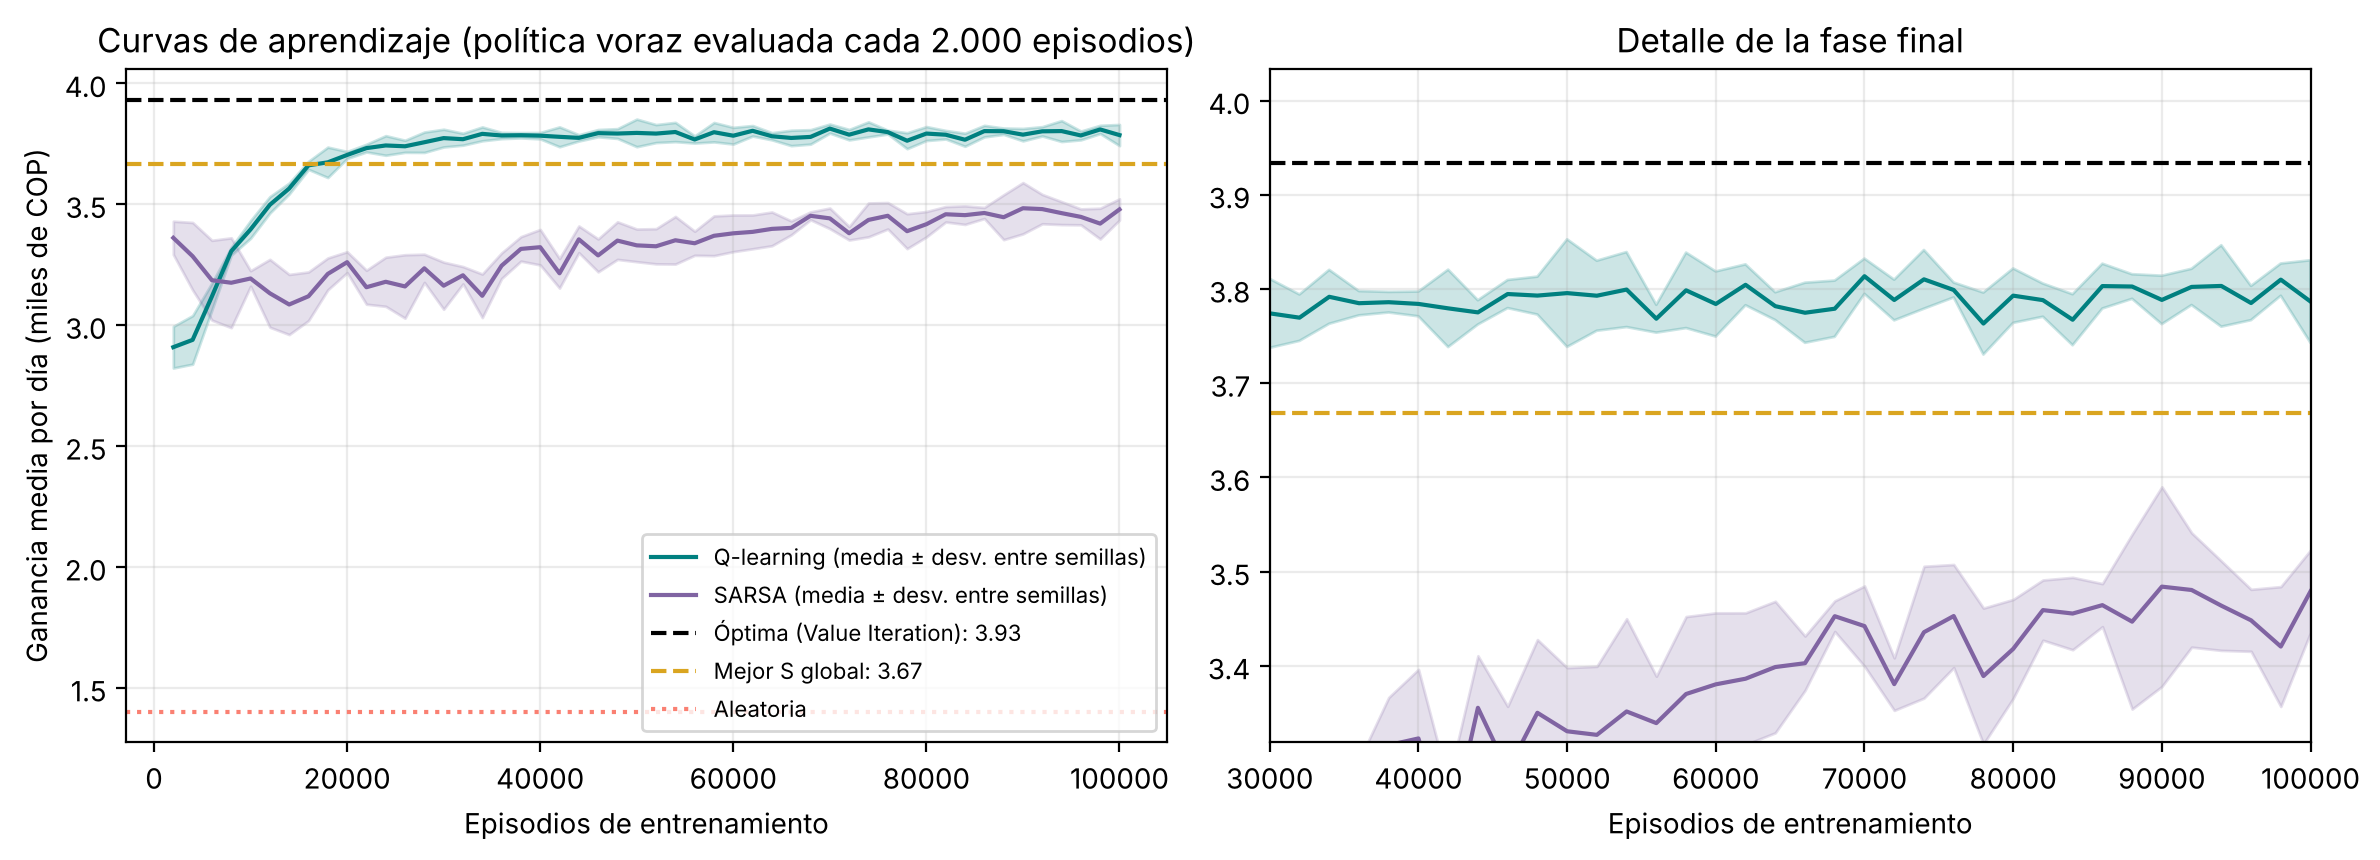 Curvas de aprendizaje (política voraz evaluada cada 2.000 episodios)
Ganancia media por día (miles de COP)
4.0
3.5
3.0
2.5
2.0
1.5
Q-learning (media ± desv. entre semillas)
SARSA (media ± desv. entre semillas)
Óptima (Value Iteration): 3.93
Mejor S global: 3.67
Aleatoria
0 20000 40000 60000 80000 100000
Episodios de entrenamiento
Detalle de la fase final
4.0
3.9
3.8
3.7
3.6
3.5
3.4
30000 40000 50000 60000 70000 80000 90000 100000
Episodios de entrenamiento